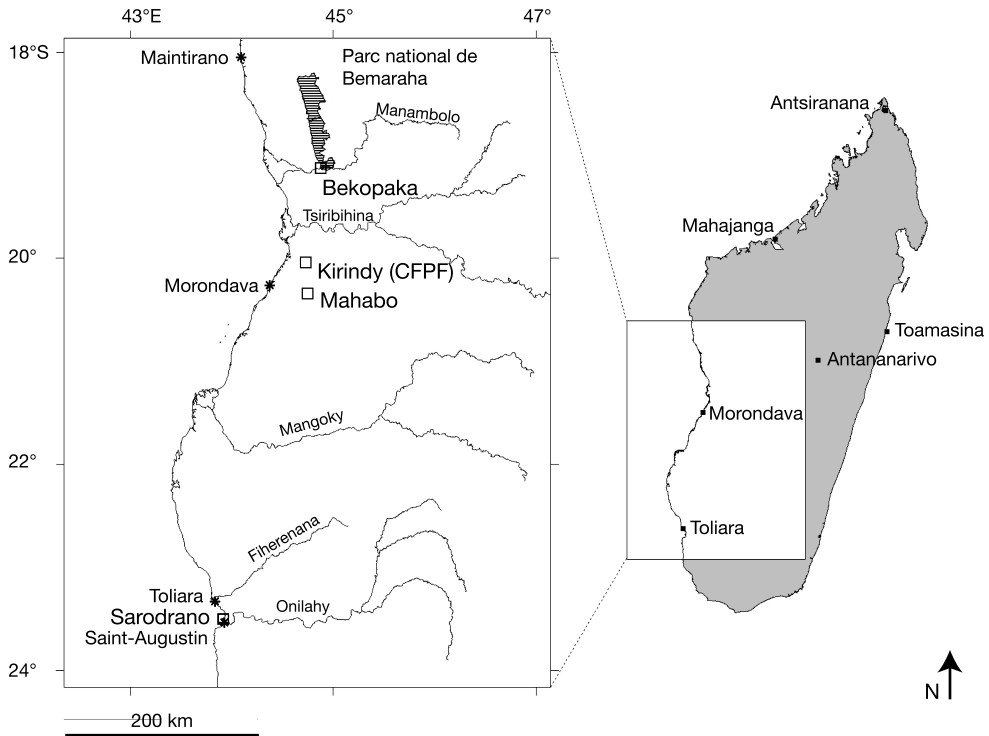 43°E
45°
47°
18°S
Maintirano
Parc national de
Bemaraha
Manambolo
Bekopaka
Tsiribihina
20°
Kirindy (CFPF)
Morondava
Mahabo
Mangoky
22°
Fiherenana
Toliara
Onilahy
Sarodrano
Saint-Augustin
24°
200 km
Antsiranana
Mahajanga
Toamasina
Antananarivo
Morondava
Toliara
N